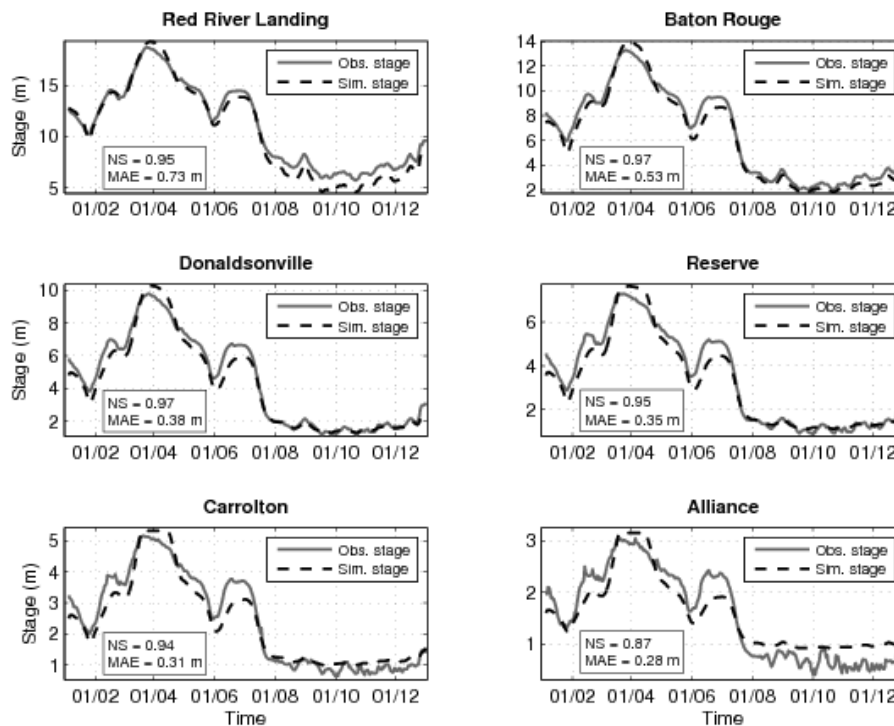 Red River Landing
Stage (m)
15
10
5
Obs. stage
Sim. stage
NS = 0.95
MAE = 0.73 m
01/02 01/04 01/06 01/08 01/10 01/12
Baton Rouge
14
12
10
8
6
4
2
Obs. stage
Sim. stage
NS = 0.97
MAE = 0.53 m
01/02 01/04 01/06 01/08 01/10 01/12
Donaldsonville
Stage (m)
10
8
6
4
2
Obs. stage
Sim. stage
NS = 0.97
MAE = 0.38 m
01/02 01/04 01/06 01/08 01/10 01/12
Reserve
6
4
2
Obs. stage
Sim. stage
NS = 0.95
MAE = 0.35 m
01/02 01/04 01/06 01/08 01/10 01/12
Carrolton
Stage (m)
5
4
3
2
1
Obs. stage
Sim. stage
NS = 0.94
MAE = 0.31 m
01/02 01/04 01/06 01/08 01/10 01/12
Time
Alliance
3
2
1
Obs. stage
Sim. stage
NS = 0.87
MAE = 0.28 m
01/02 01/04 01/06 01/08 01/10 01/12
Time